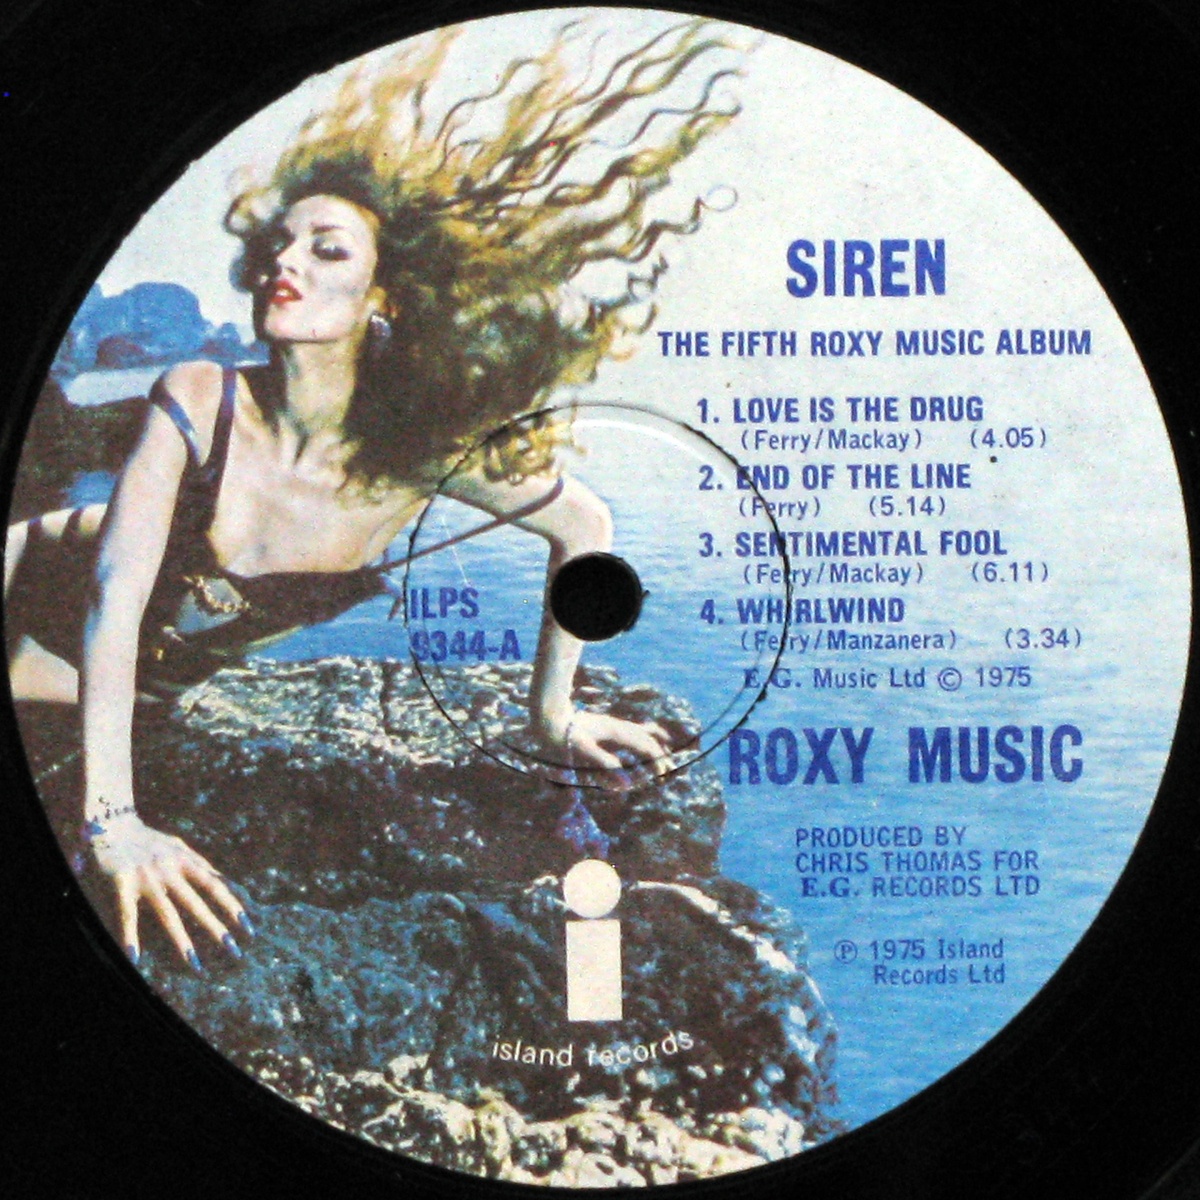 SIREN
THE FIFTH ROXY MUSIC ALBUM
1. LOVE IS THE DRUG
(Ferry/Mackay) (4.05)
2. END OF THE LINE
(Ferry) (5.14)
3. SENTIMENTAL FOOL
(Ferry/Mackay) (6.11)
4. WHIRLWIND
(Ferry/Manzanera) (3.34)
E.G. Music Ltd © 1975
ILPS
9344-A
ROXY MUSIC
PRODUCED BY
CHRIS THOMAS FOR
E.G. RECORDS LTD
℗ 1975 Island
Records Ltd
i
island records